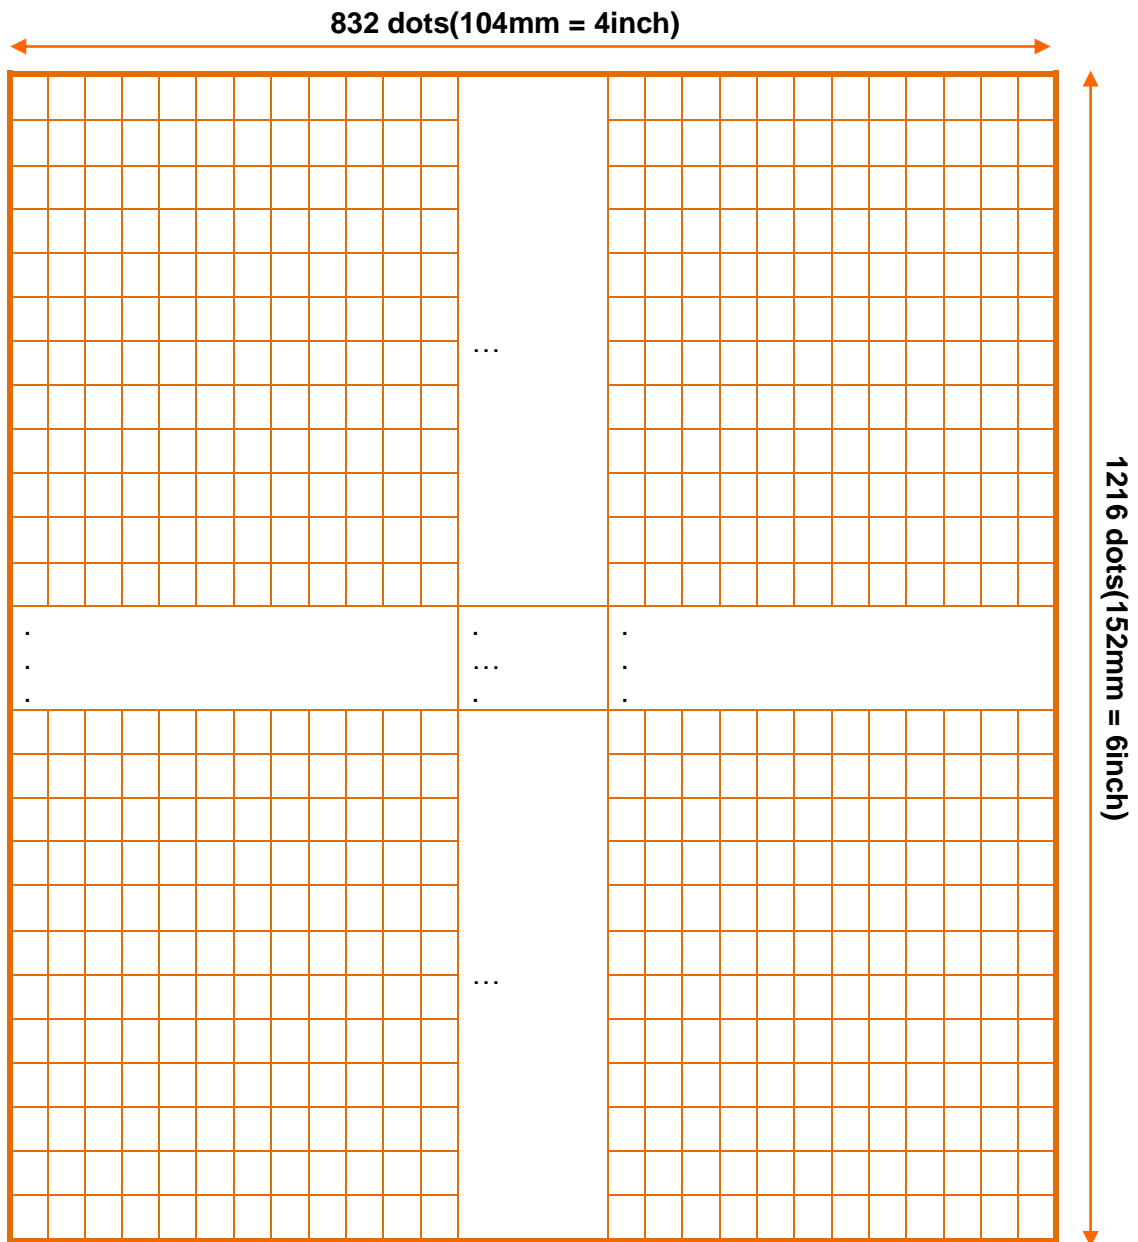 832 dots(104mm = 4inch)
...
. . .
. ... .
. . .
...
1216 dots(152mm = 6inch)